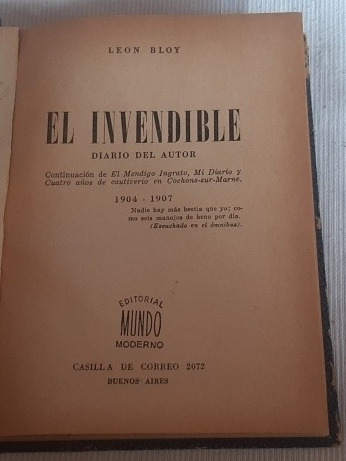 LEON BLOY
EL INVENDIBLE
DIARIO DEL AUTOR
Continuación de El Mendigo Ingrato, Mi Diario y
Cuatro años de cautiverio en Cochons-sur-Marne.
1904 - 1907
Nadie hay más bestia que yo; co-
mo seis manojos de heno por día.
(Escuchado en el ómnibus).
EDITORIAL
MUNDO
MODERNO
CASILLA DE CORREO 2072
BUENOS AIRES